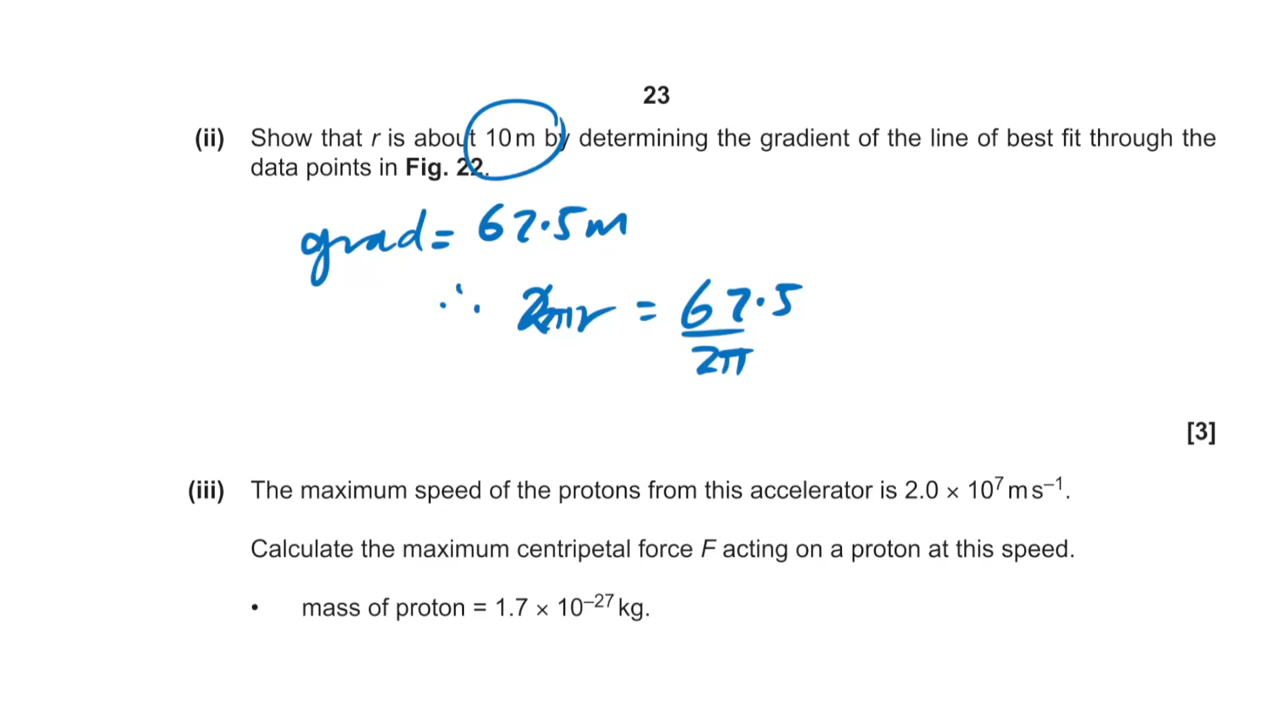 23
(ii) Show that r is about 10 m by determining the gradient of the line of best fit through the
data points in Fig. 22.
grad = 67.5 m
∴ 2πr = 67.5
2π
[3]
(iii) The maximum speed of the protons from this accelerator is 2.0 × 10⁷ m s⁻¹.
Calculate the maximum centripetal force F acting on a proton at this speed.
• mass of proton = 1.7 × 10⁻²⁷ kg.